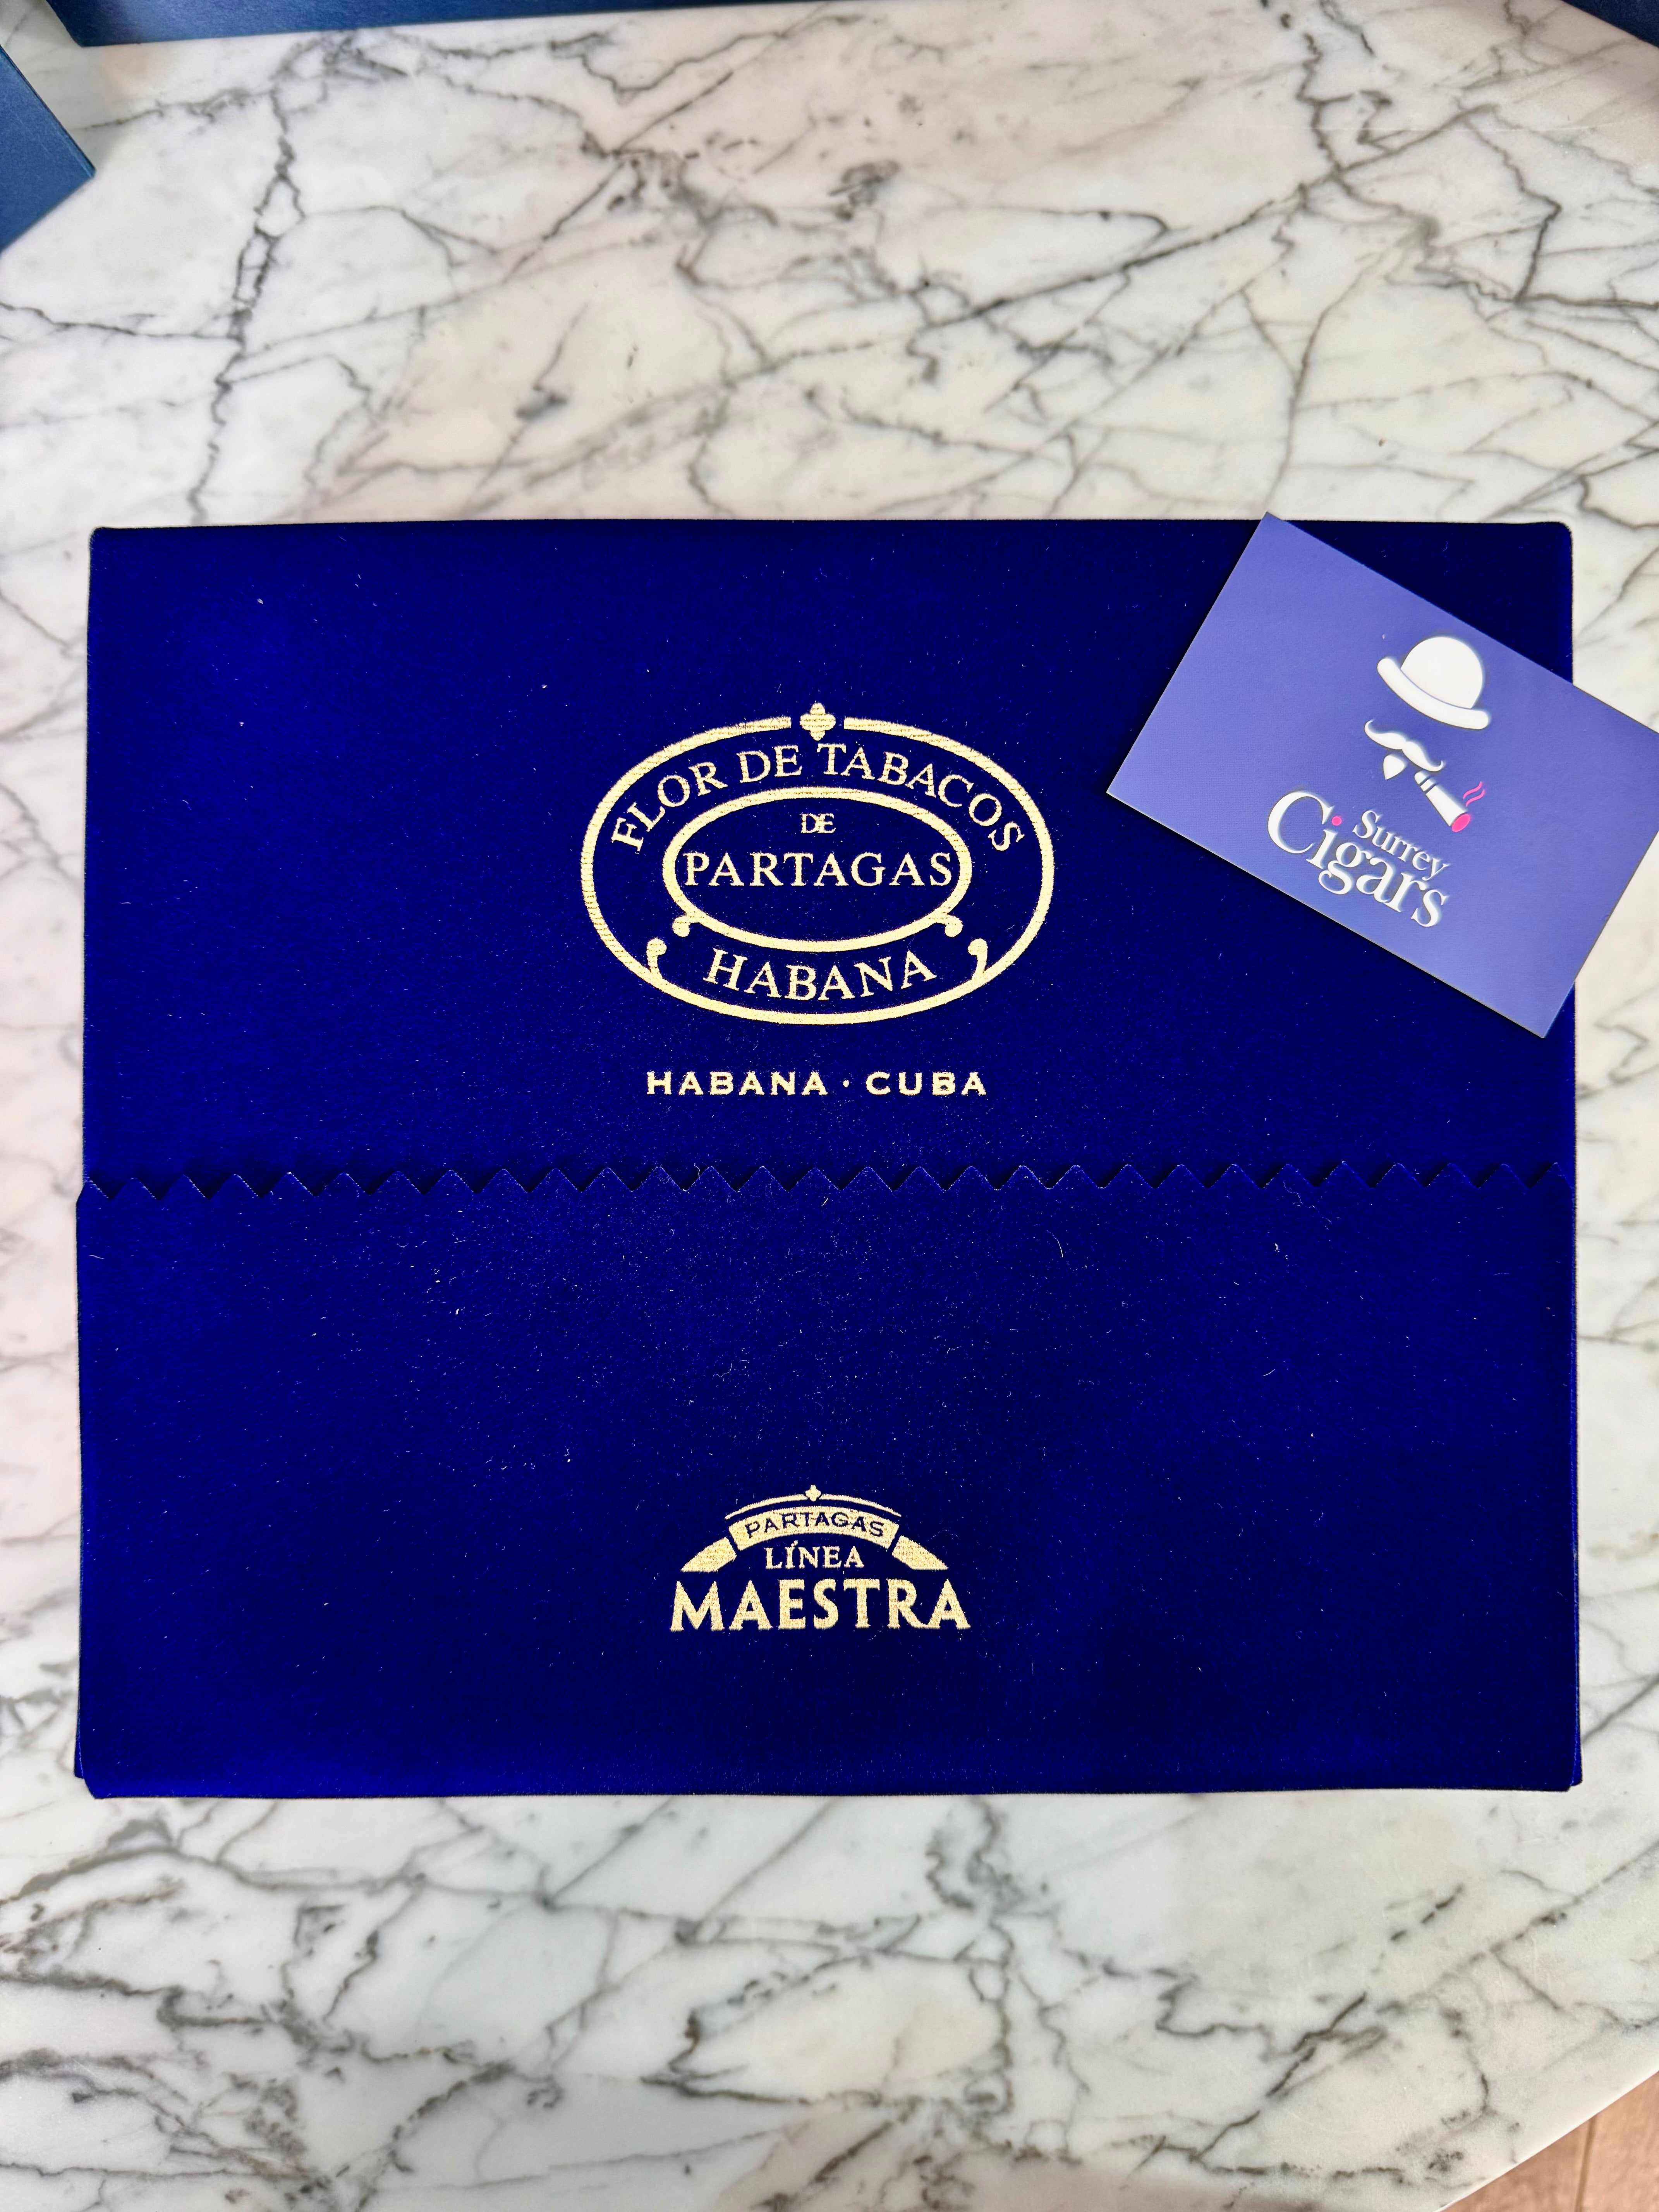 FLOR DE TABACOS
DE
PARTAGAS
HABANA
HABANA · CUBA
Surrey
Cigars
PARTAGAS
LÍNEA
MAESTRA